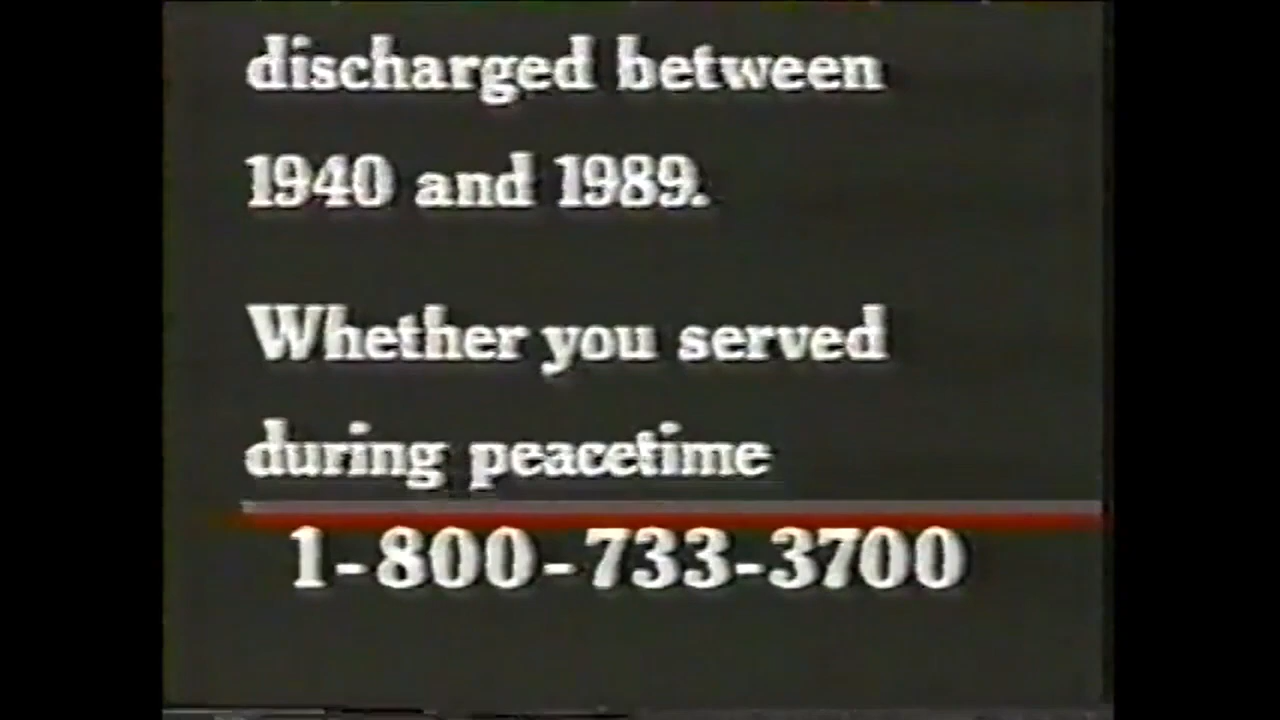 discharged between
1940 and 1989.
Whether you served
during peacetime
1-800-733-3700